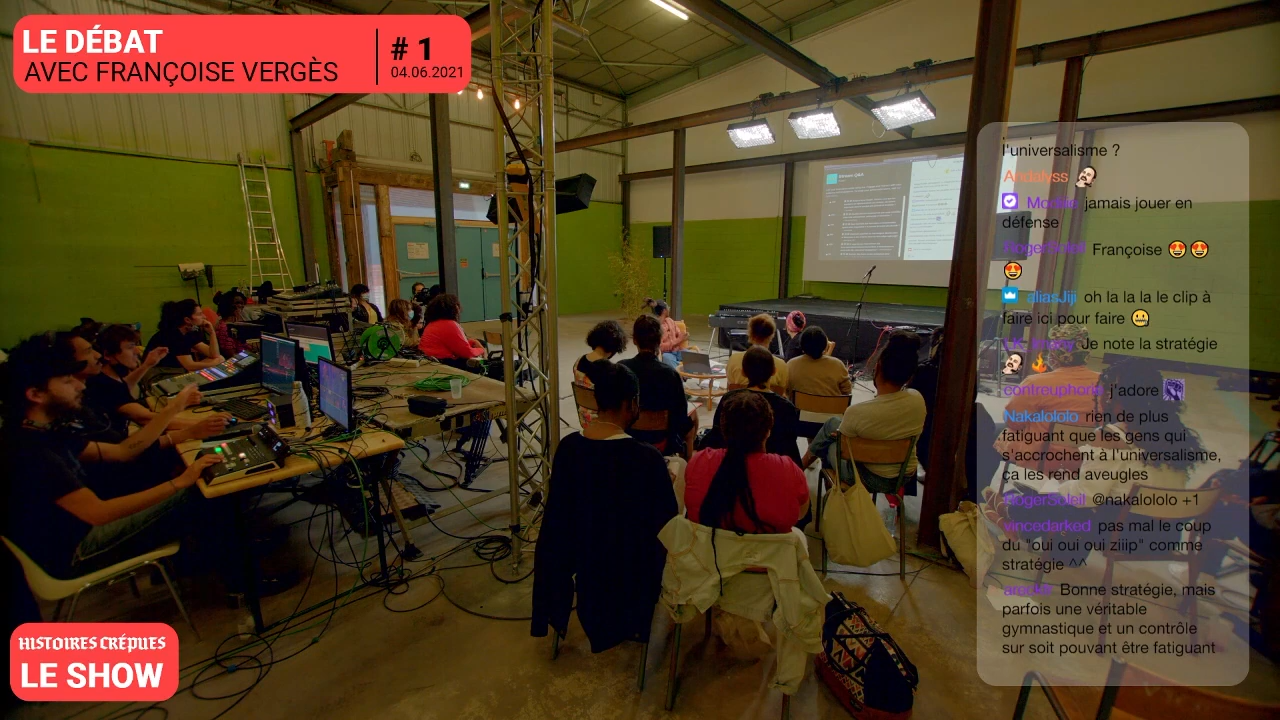 LE DÉBAT
AVEC FRANÇOISE VERGÈS
# 1
04.06.2021
l'universalisme ?
Andalyss
jamais jouer en
défense
RogerSoleil Françoise
aliasJiji oh la la la le clip à
faire ici pour faire
Je note la stratégie
contreuphorie j'adore
Nakalololo rien de plus
fatiguant que les gens qui
s'accrochent à l'universalisme,
ça les rend aveugles
RogerSoleil @nakalololo +1
vincedarked pas mal le coup
du "oui oui oui ziiip" comme
stratégie ^^
Bonne stratégie, mais
parfois une véritable
gymnastique et un contrôle
sur soit pouvant être fatiguant
HISTOIRES CRÉPUES
LE SHOW